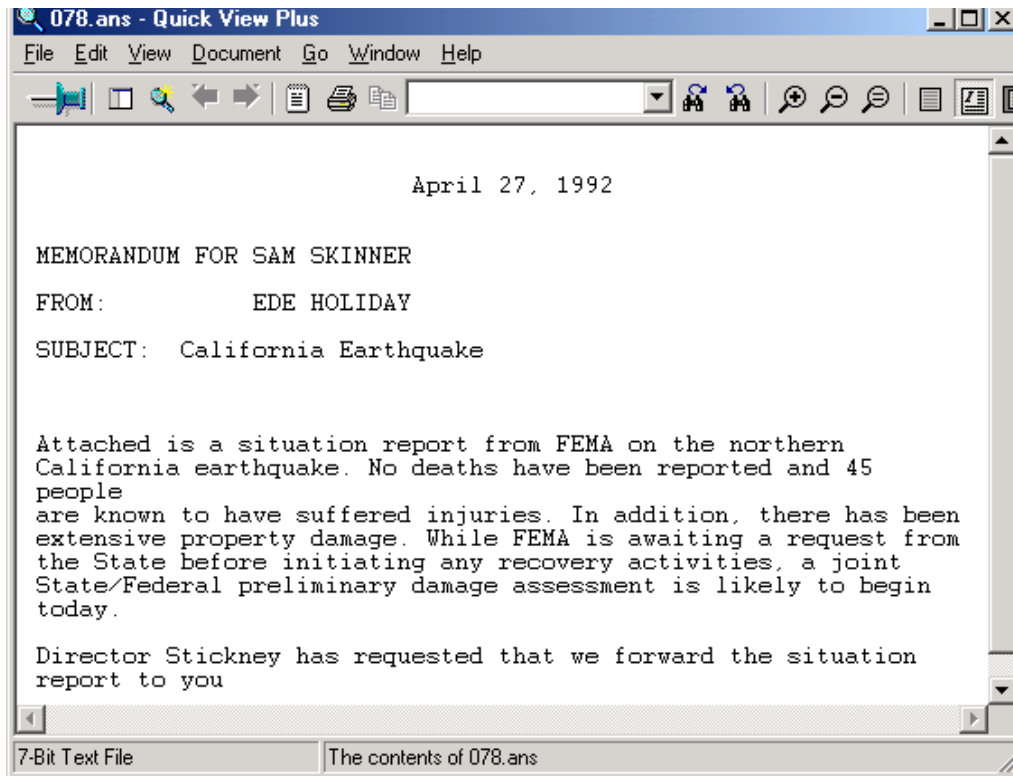 078.ans - Quick View Plus
File Edit View Document Go Window Help
April 27, 1992
MEMORANDUM FOR SAM SKINNER
FROM: EDE HOLIDAY
SUBJECT: California Earthquake
Attached is a situation report from FEMA on the northern
California earthquake. No deaths have been reported and 45
people
are known to have suffered injuries. In addition, there has been
extensive property damage. While FEMA is awaiting a request from
the State before initiating any recovery activities, a joint
State/Federal preliminary damage assessment is likely to begin
today.
Director Stickney has requested that we forward the situation
report to you
7-Bit Text File The contents of 078.ans